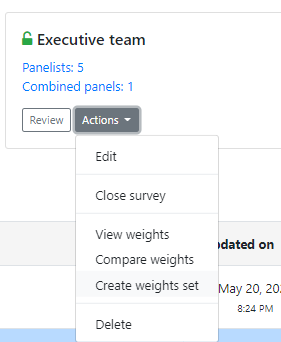 Executive team
Panelists: 5
Combined panels: 1
Review
Actions
Edit
Close survey
View weights
Compare weights
Create weights set
Delete
on
May 20,
8:24 PM